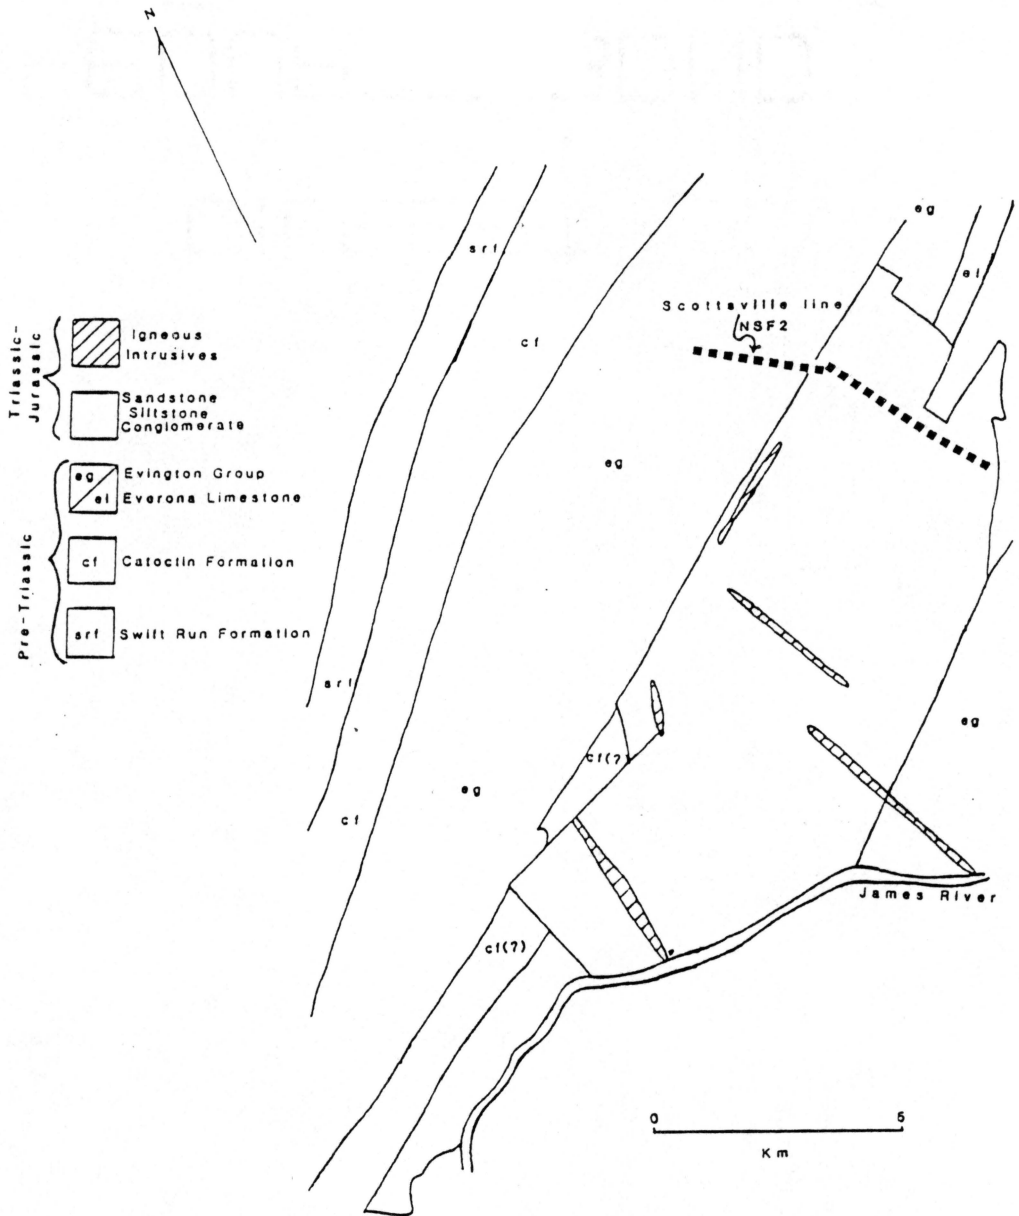 N
srf
eg
el
Scottsville line
NSF2
cf
Triassic-
Jurassic
Igneous
Intrusives
Sandstone
Siltstone
Conglomerate
Pre-Triassic
eg
el
Evington Group
Everona Limestone
cf
Catoctin Formation
srf
Swift Run Formation
eg
srf
cf(?)
eg
eg
cf
James River
cf(?)
0
5
Km